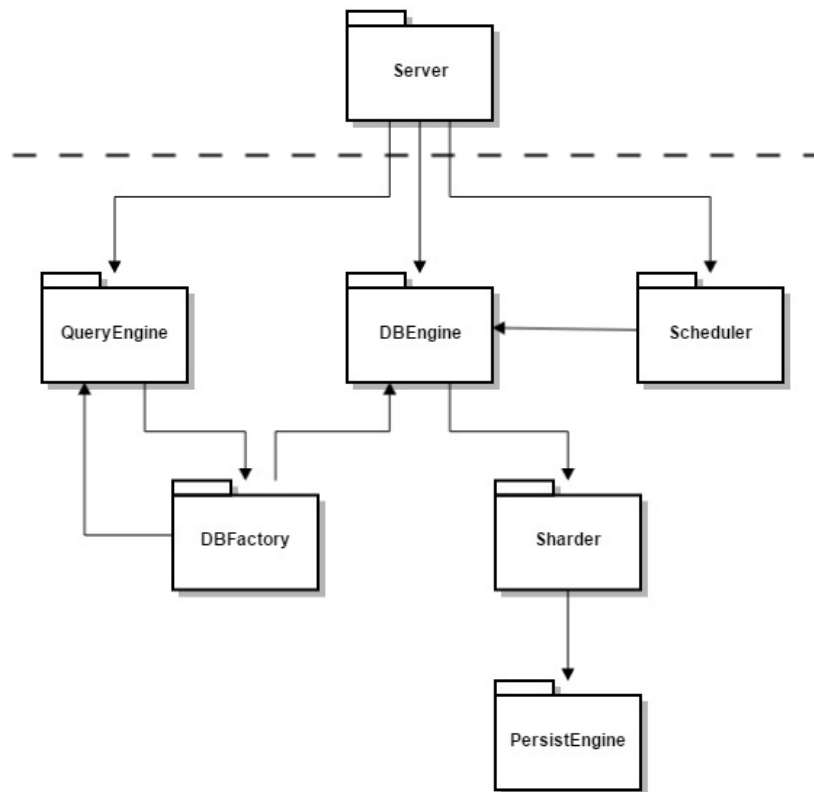 Server
QueryEngine
DBEngine
Scheduler
DBFactory
Sharder
PersistEngine